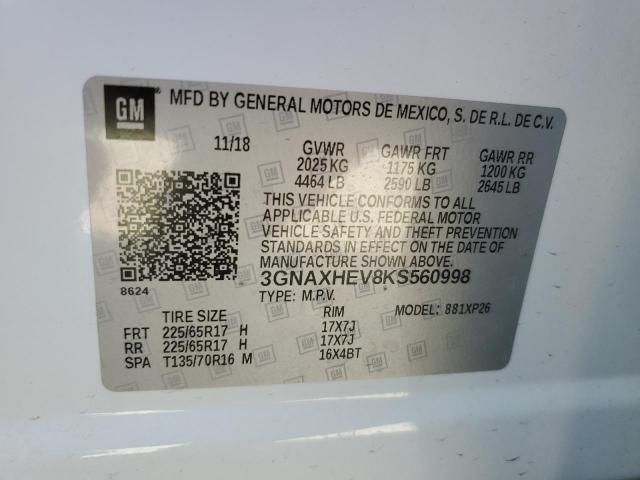 GM MFD BY GENERAL MOTORS DE MEXICO, S. DE R.L. DE C.V.
11/18 GVWR GAWR FRT GAWR RR
2025 KG 1175 KG 1200 KG
4464 LB 2590 LB 2645 LB
THIS VEHICLE CONFORMS TO ALL
APPLICABLE U.S. FEDERAL MOTOR
VEHICLE SAFETY AND THEFT PREVENTION
STANDARDS IN EFFECT ON THE DATE OF
MANUFACTURE SHOWN ABOVE.
8624 3GNAXHEV8KS560998
TYPE: M.P.V. MODEL: 881XP26
TIRE SIZE RIM
FRT 225/65R17 H 17X7J
RR 225/65R17 H 17X7J
SPA T135/70R16 M 16X4BT